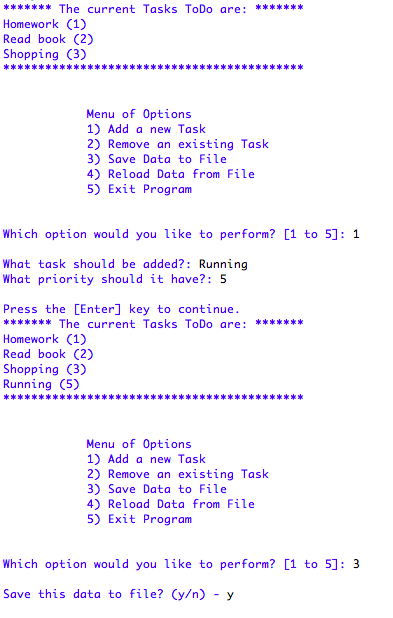 ******* The current Tasks ToDo are: *******
Homework (1)
Read book (2)
Shopping (3)
*******************************************
Menu of Options
1) Add a new Task
2) Remove an existing Task
3) Save Data to File
4) Reload Data from File
5) Exit Program
Which option would you like to perform? [1 to 5]: 1
What task should be added?: Running
What priority should it have?: 5
Press the [Enter] key to continue.
******* The current Tasks ToDo are: *******
Homework (1)
Read book (2)
Shopping (3)
Running (5)
*******************************************
Menu of Options
1) Add a new Task
2) Remove an existing Task
3) Save Data to File
4) Reload Data from File
5) Exit Program
Which option would you like to perform? [1 to 5]: 3
Save this data to file? (y/n) - y